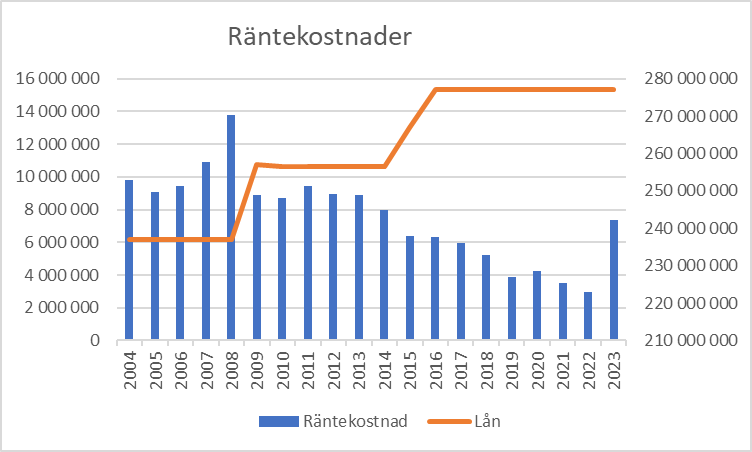 Räntekostnader
16 000 000
14 000 000
12 000 000
10 000 000
8 000 000
6 000 000
4 000 000
2 000 000
0
280 000 000
270 000 000
260 000 000
250 000 000
240 000 000
230 000 000
220 000 000
210 000 000
2004
2005
2006
2007
2008
2009
2010
2011
2012
2013
2014
2015
2016
2017
2018
2019
2020
2021
2022
2023
Räntekostnad
Lån